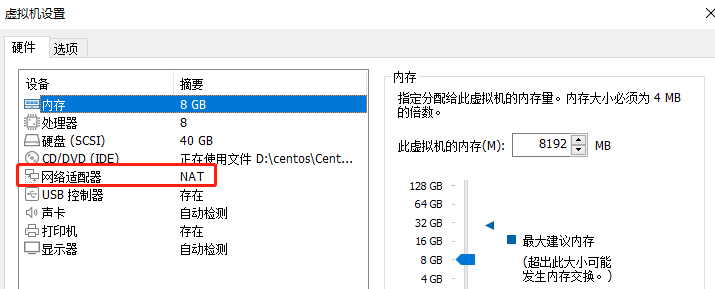 虚拟机设置
硬件 选项
设备 摘要
内存 8 GB
处理器 8
硬盘 (SCSI) 40 GB
CD/DVD (IDE) 正在使用文件 D:\centos\Cent...
网络适配器 NAT
USB 控制器 存在
声卡 自动检测
打印机 存在
显示器 自动检测
内存
指定分配给此虚拟机的内存量。内存大小必须为 4 MB
的倍数。
此虚拟机的内存(M): 8192 MB
128 GB
64 GB
32 GB
16 GB
8 GB
4 GB
最大建议内存
(超出此大小可能
发生内存交换。)